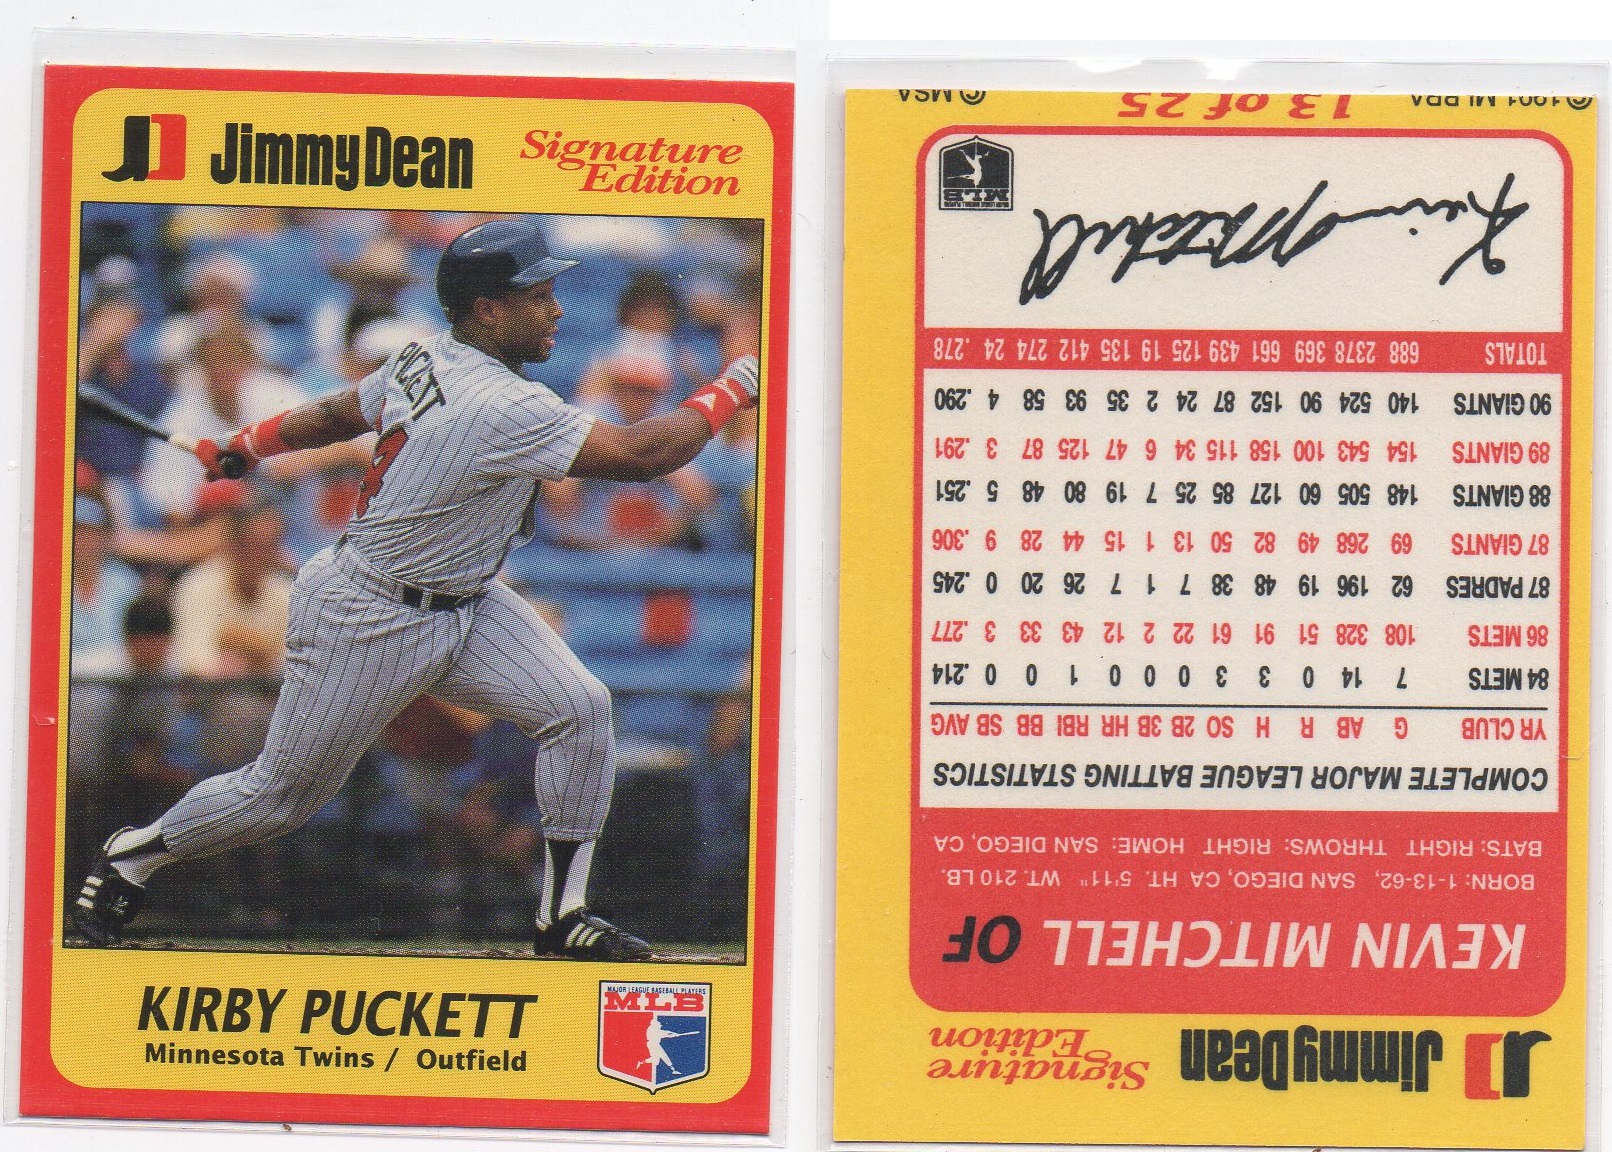 Jimmy Dean
Signature
Edition
PUCKETT
KIRBY PUCKETT
Minnesota Twins / Outfield
MAJOR LEAGUE BASEBALL PLAYERS
MLB
Jimmy Dean
Signature
Edition
KEVIN MITCHELL OF
BORN: 1-13-62, SAN DIEGO, CA HT. 5'11" WT. 210 LB.
BATS: RIGHT THROWS: RIGHT HOME: SAN DIEGO, CA
COMPLETE MAJOR LEAGUE BATTING STATISTICS
YR CLUB G AB R H SO 2B 3B HR RBI BB SB AVG
84 METS 7 14 0 3 3 0 0 0 1 0 0 .214
86 METS 108 328 51 91 61 22 2 12 43 33 3 .277
87 PADRES 62 196 19 48 38 7 1 7 26 20 0 .245
87 GIANTS 69 268 49 82 50 13 1 15 44 28 9 .306
88 GIANTS 148 505 60 127 85 25 7 19 80 48 5 .251
89 GIANTS 154 543 100 158 115 34 6 47 125 87 3 .291
90 GIANTS 140 524 90 152 87 24 2 35 93 58 4 .290
TOTALS 688 2378 369 661 439 125 19 135 412 274 24 .278
Kevin Mitchell
MLB
© 1991 MLBPA 13 of 25 © MSA